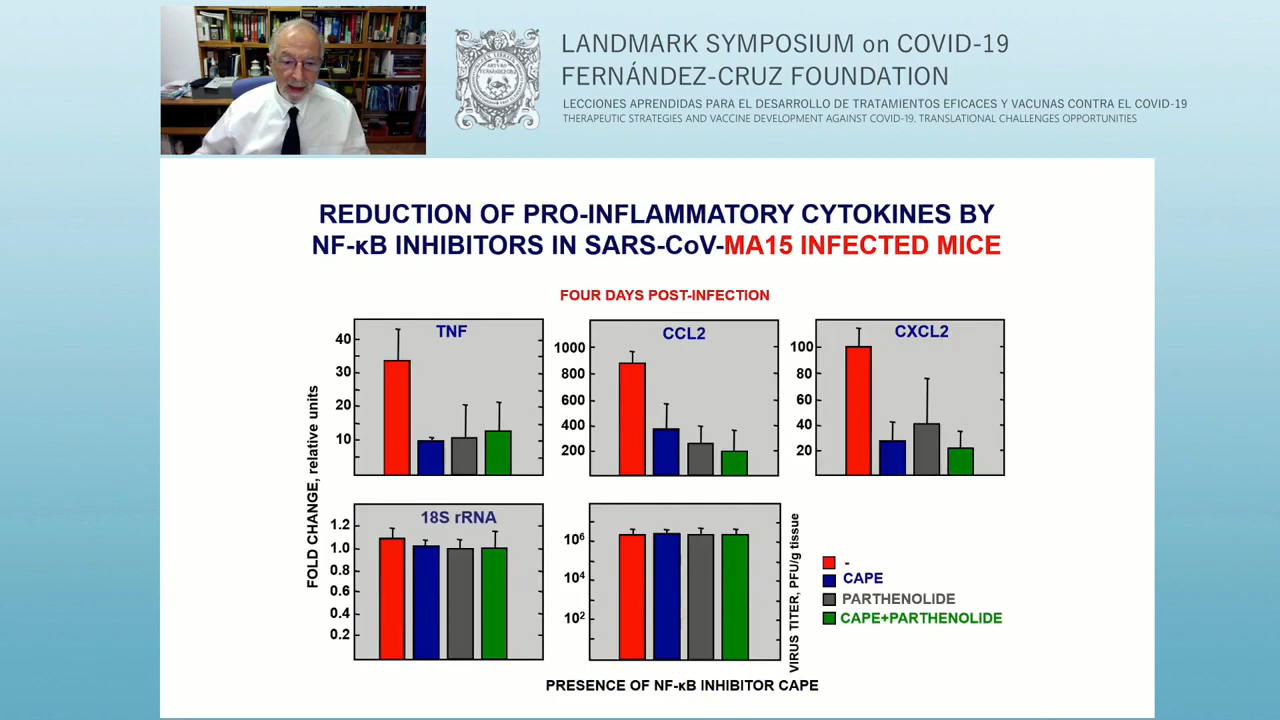 LANDMARK SYMPOSIUM on COVID-19
FERNÁNDEZ-CRUZ FOUNDATION
LECCIONES APRENDIDAS PARA EL DESARROLLO DE TRATAMIENTOS EFICACES Y VACUNAS CONTRA EL COVID-19
THERAPEUTIC STRATEGIES AND VACCINE DEVELOPMENT AGAINST COVID-19. TRANSLATIONAL CHALLENGES OPPORTUNITIES
REDUCTION OF PRO-INFLAMMATORY CYTOKINES BY
NF-κB INHIBITORS IN SARS-CoV-MA15 INFECTED MICE
FOUR DAYS POST-INFECTION
FOLD CHANGE, relative units
TNF
40
30
20
10
CCL2
1000
800
600
400
200
CXCL2
100
80
60
40
20
18S rRNA
1.2
1.0
0.8
0.6
0.4
0.2
10⁶
10⁴
10²
VIRUS TITER, PFU/g tissue
-
CAPE
PARTHENOLIDE
CAPE+PARTHENOLIDE
PRESENCE OF NF-κB INHIBITOR CAPE